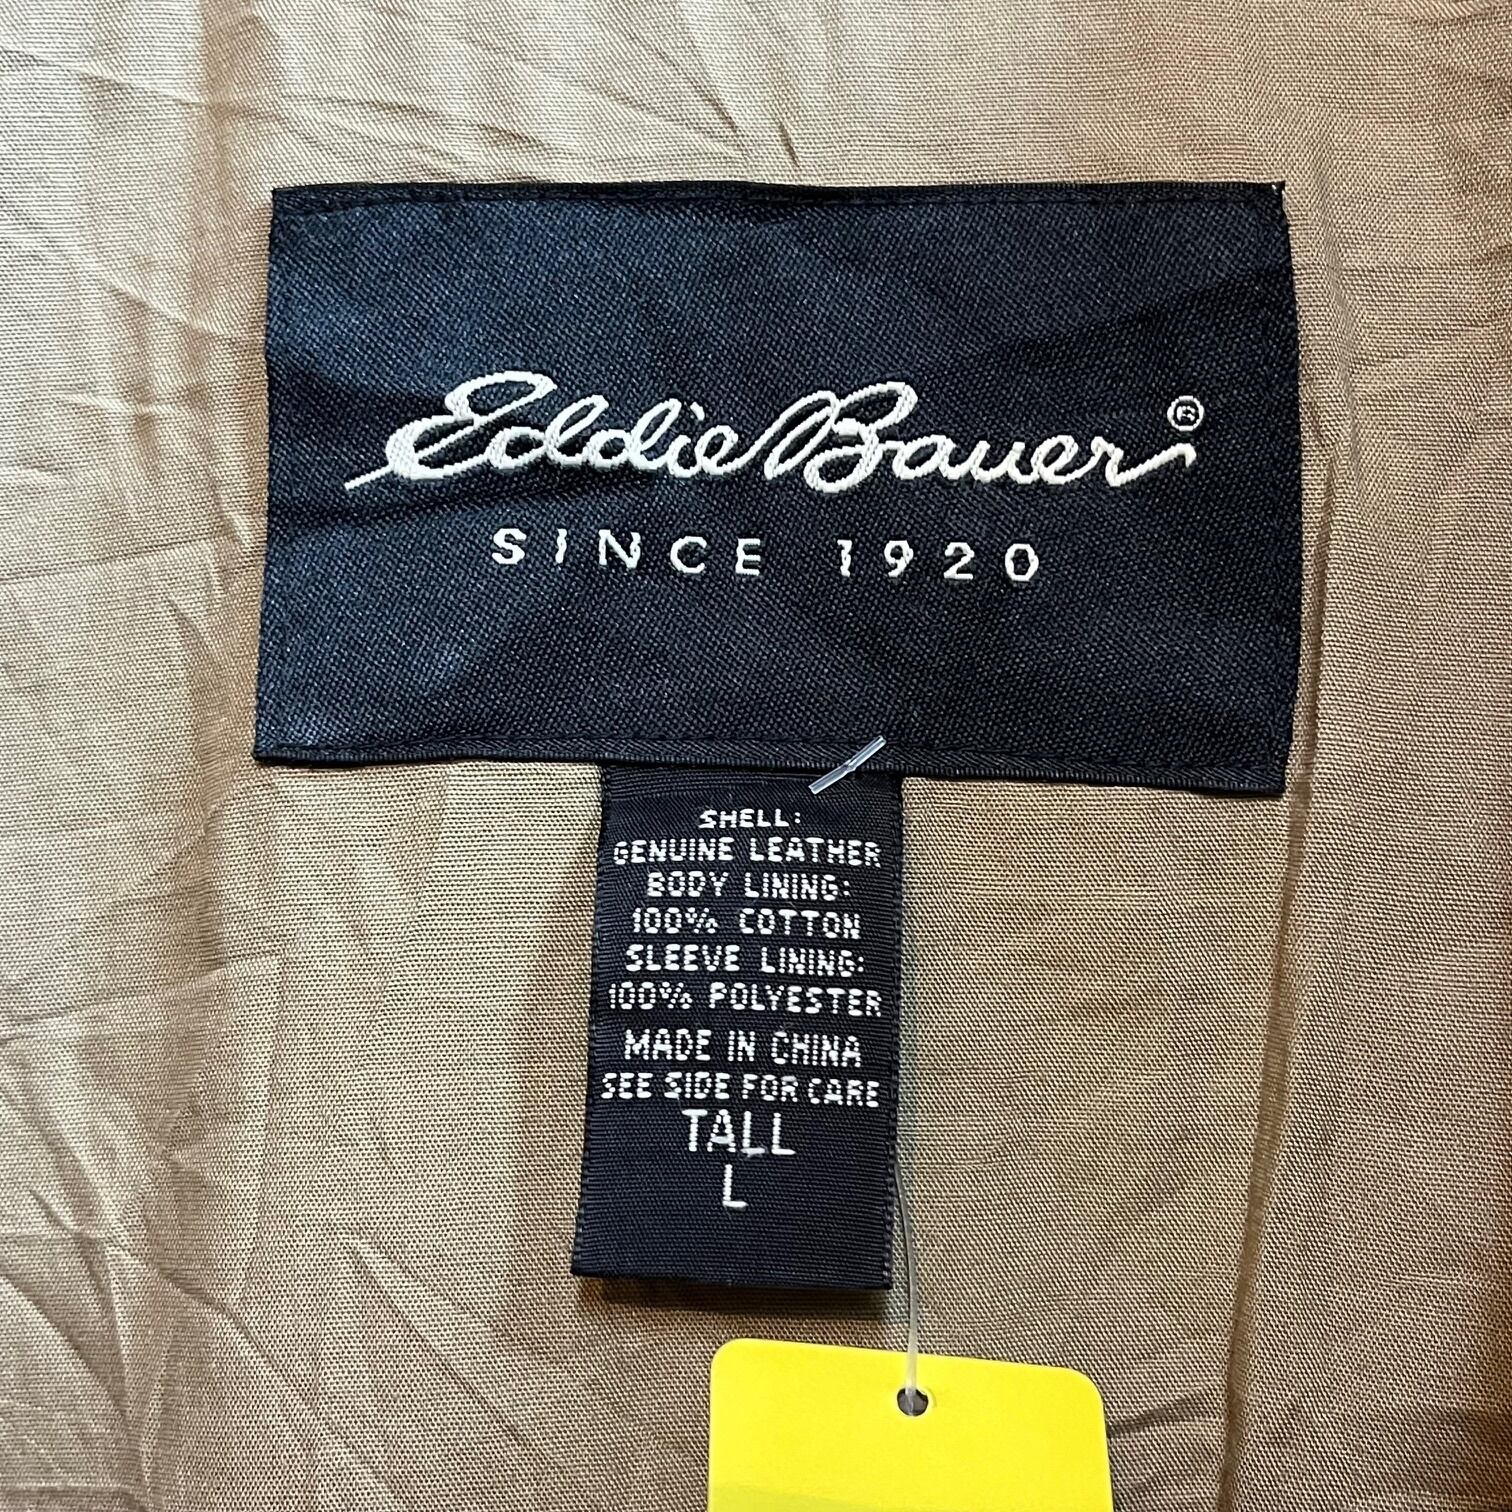 Eddie Bauer®
SINCE 1920
SHELL:
GENUINE LEATHER
BODY LINING:
100% COTTON
SLEEVE LINING:
100% POLYESTER
MADE IN CHINA
SEE SIDE FOR CARE
TALL
L